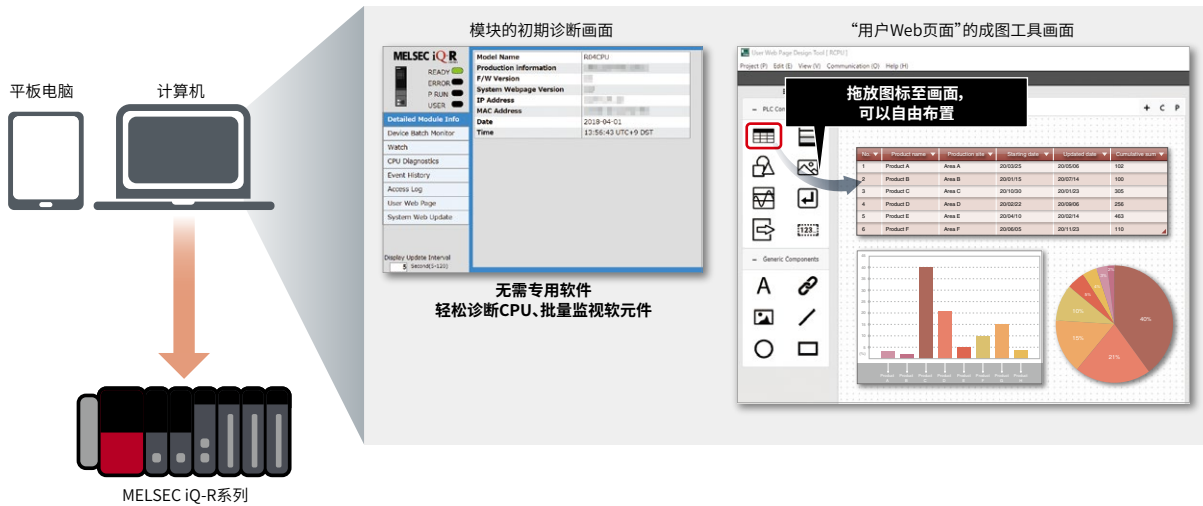 平板电脑
计算机
MELSEC iQ-R系列
模块的初期诊断画面
MELSEC iQ-R
READY
ERROR
P RUN
USER
Detailed Module Info
Device Batch Monitor
Watch
CPU Diagnostics
Event History
Access Log
User Web Page
System Web Update
Display Update Interval
5 Second(1-120)
Model Name R04CPU
Production information
F/W Version
System Webpage Version
IP Address
MAC Address
Date 2018-04-01
Time 13:56:43 UTC+9 DST
无需专用软件
轻松诊断CPU、批量监视软元件
“用户Web页面”的成图工具画面
User Web Page Design Tool [RCPU]
Project (P) Edit (E) View (V) Communication (O) Help (H)
拖放图标至画面，
可以自由布置
PLC Con
+ C P
123..
Generic Components
A
No. Product name Production site Starting date Updated date Cumulative sum
1 Product A Area A 20/03/25 20/05/06 102
2 Product B Area B 20/01/15 20/07/14 100
3 Product C Area C 20/10/30 20/01/23 305
4 Product D Area D 20/02/22 20/09/06 256
5 Product E Area E 20/04/10 20/02/14 463
6 Product F Area F 20/06/05 20/11/23 110
40%
21%
15%
10%